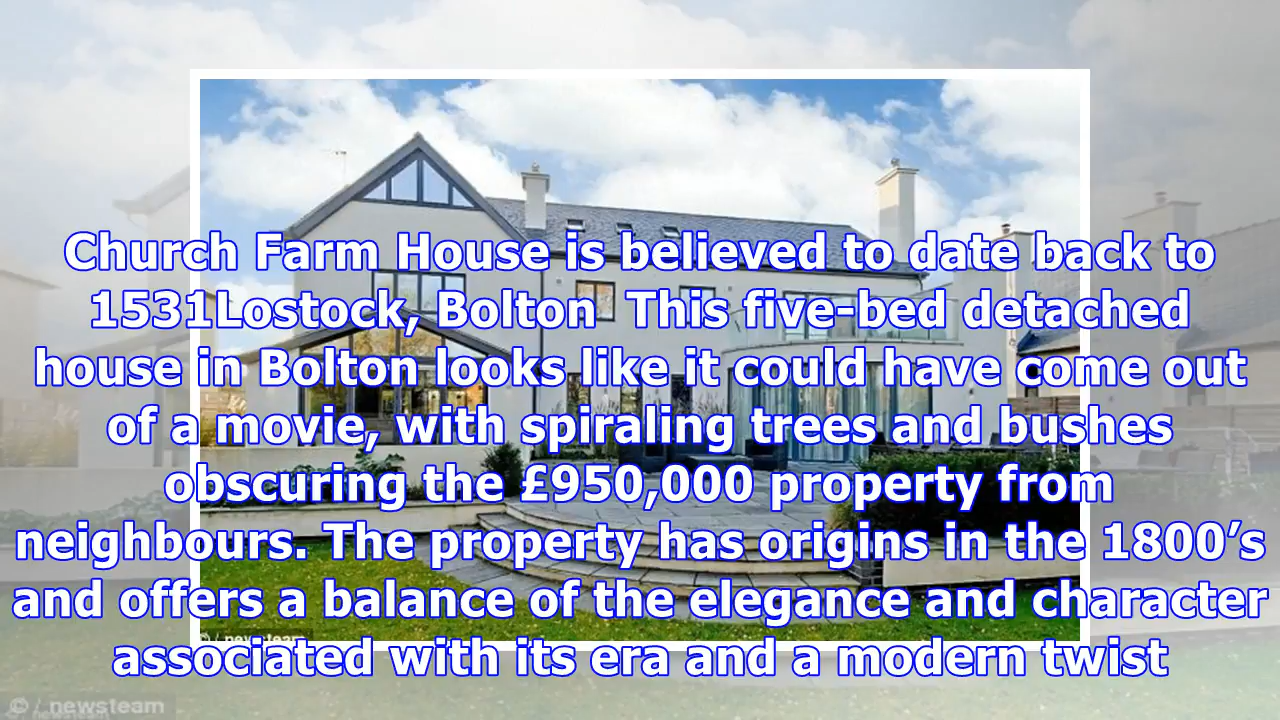 Church Farm House is believed to date back to
1531Lostock, Bolton  This five-bed detached
house in Bolton looks like it could have come out
of a movie, with spiraling trees and bushes
obscuring the £950,000 property from
neighbours. The property has origins in the 1800’s
and offers a balance of the elegance and character
associated with its era and a modern twist
© / newsteam
© / newsteam
newsteam